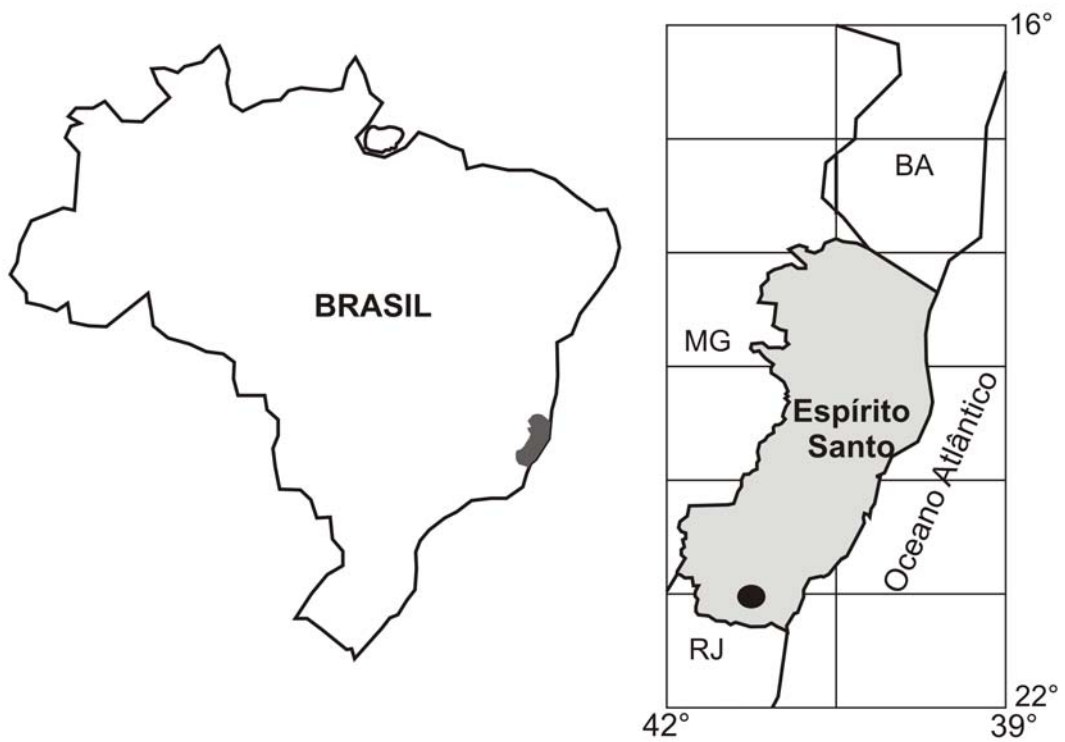 BRASIL
16°
BA
MG
Espírito
Santo
Oceano Atlântico
RJ
22°
42°
39°